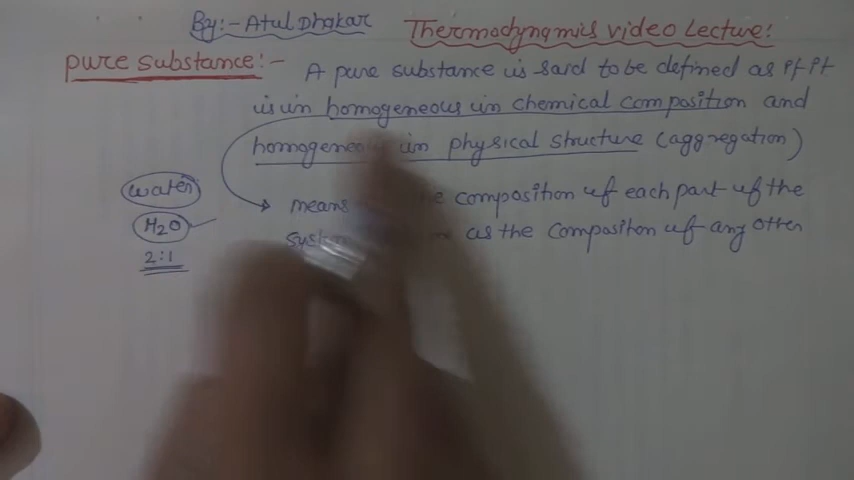 By:- Atul Dhakar
Thermodynamics video Lecture:
pure substance:-
A pure substance is said to be defined as if it
is in homogeneous in chemical composition and
homogeneous in physical structure (aggregation)
means the composition of each part of the
as the composition of any other
water
H2O
2:1